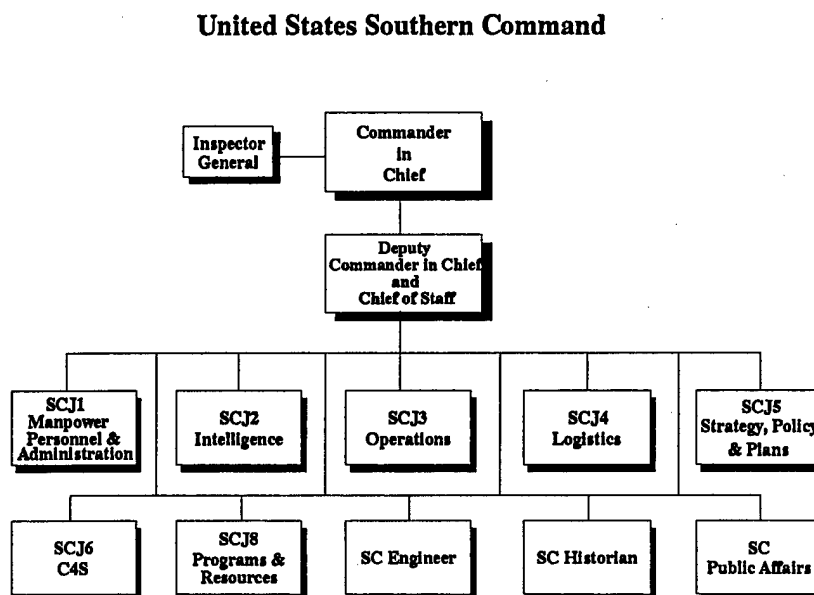 United States Southern Command
Inspector
General
Commander
in
Chief
Deputy
Commander in Chief
and
Chief of Staff
SCJ1
Manpower
Personnel &
Administration
SCJ2
Intelligence
SCJ3
Operations
SCJ4
Logistics
SCJ5
Strategy, Policy
& Plans
SCJ6
C4S
SCJ8
Programs &
Resources
SC Engineer
SC Historian
SC
Public Affairs